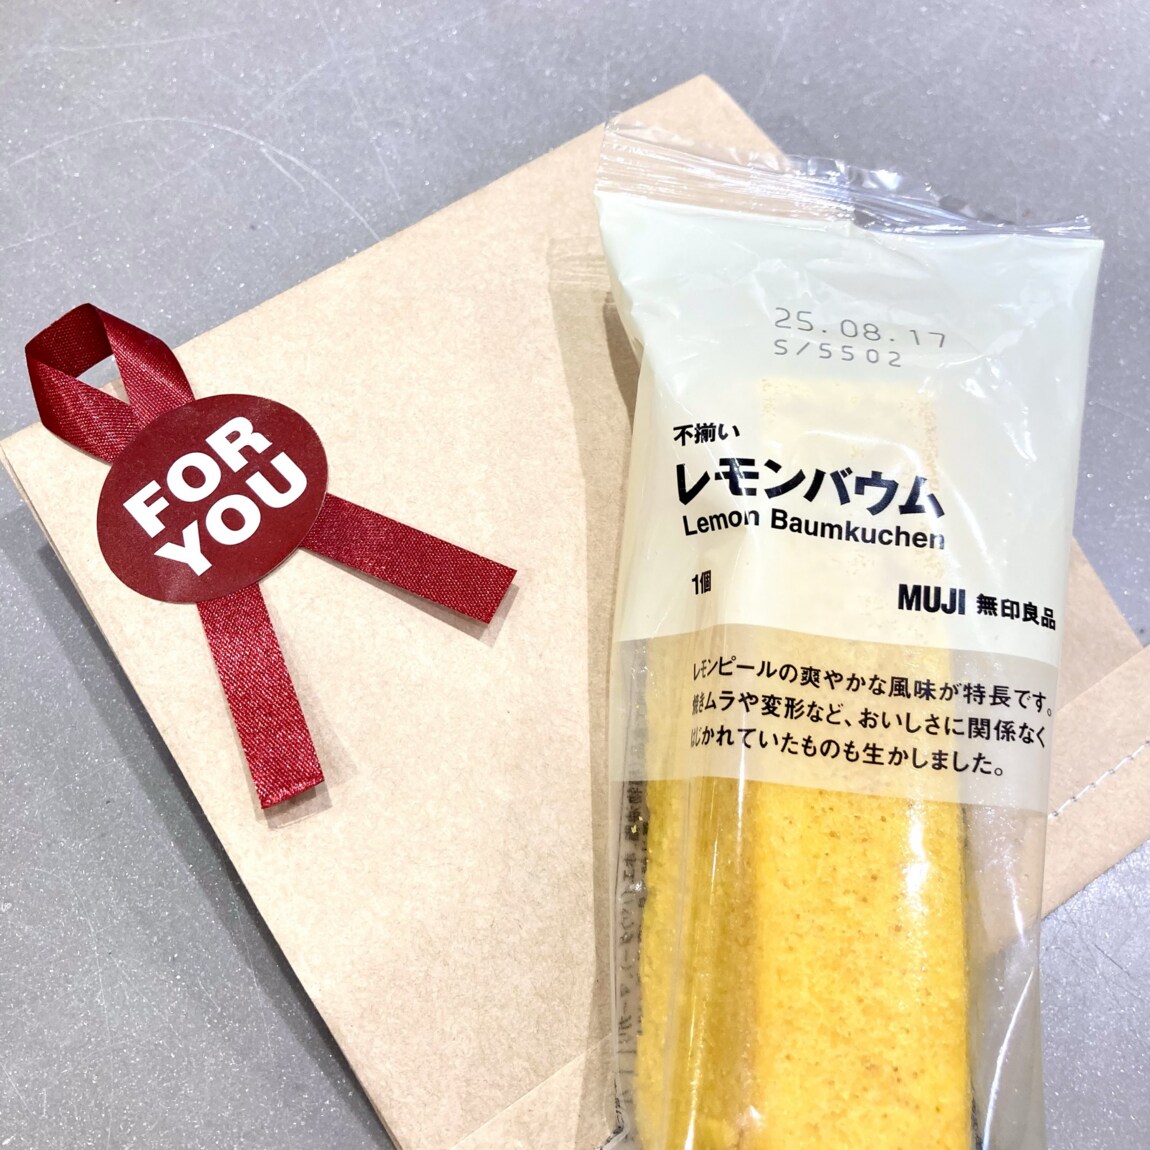 FOR
YOU
25.08.17
S/SS02
不揃い
レモンバウム
Lemon Baumkuchen
1個
MUJI 無印良品
レモンピールの爽やかな風味が特長です。
焼きムラや変形など、おいしさに関係なく
はじかれていたものも生かしました。